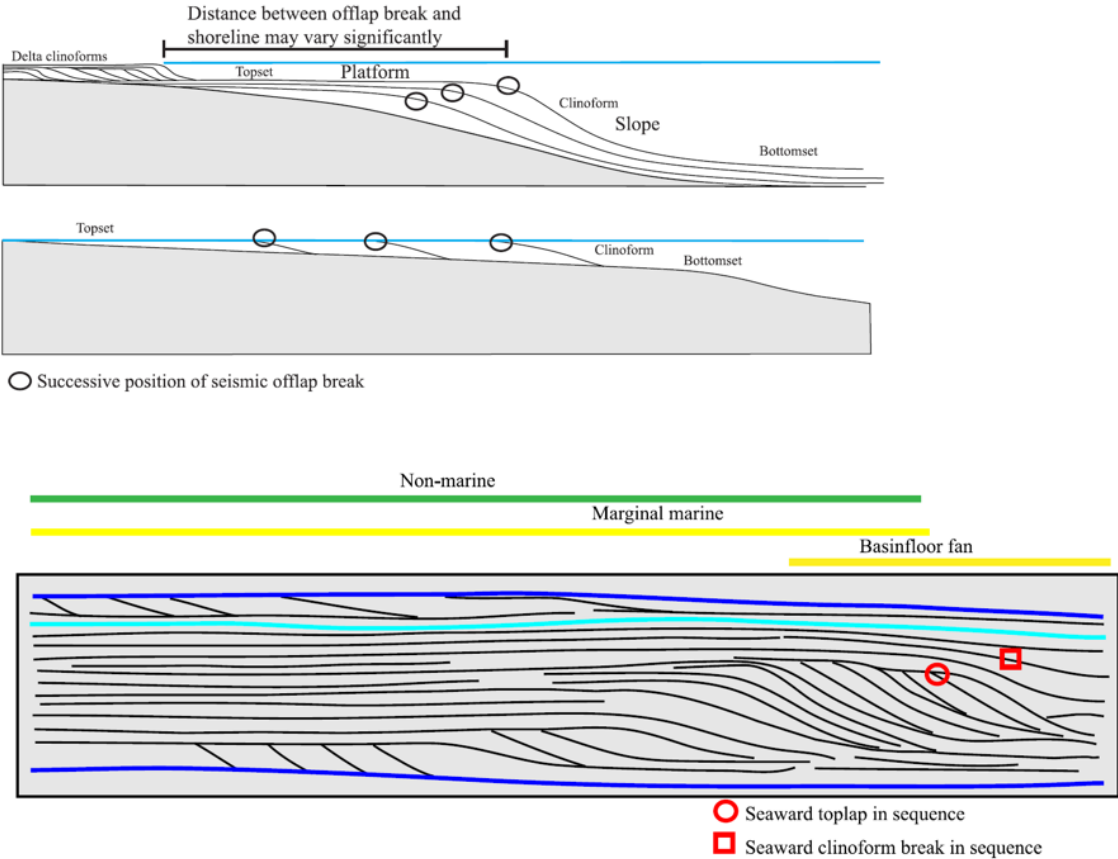 Distance between offlap break and
shoreline may vary significantly
Delta clinoforms
Topset
Platform
Clinoform
Slope
Bottomset
Topset
Clinoform
Bottomset
Successive position of seismic offlap break
Non-marine
Marginal marine
Basinfloor fan
Seaward toplap in sequence
Seaward clinoform break in sequence